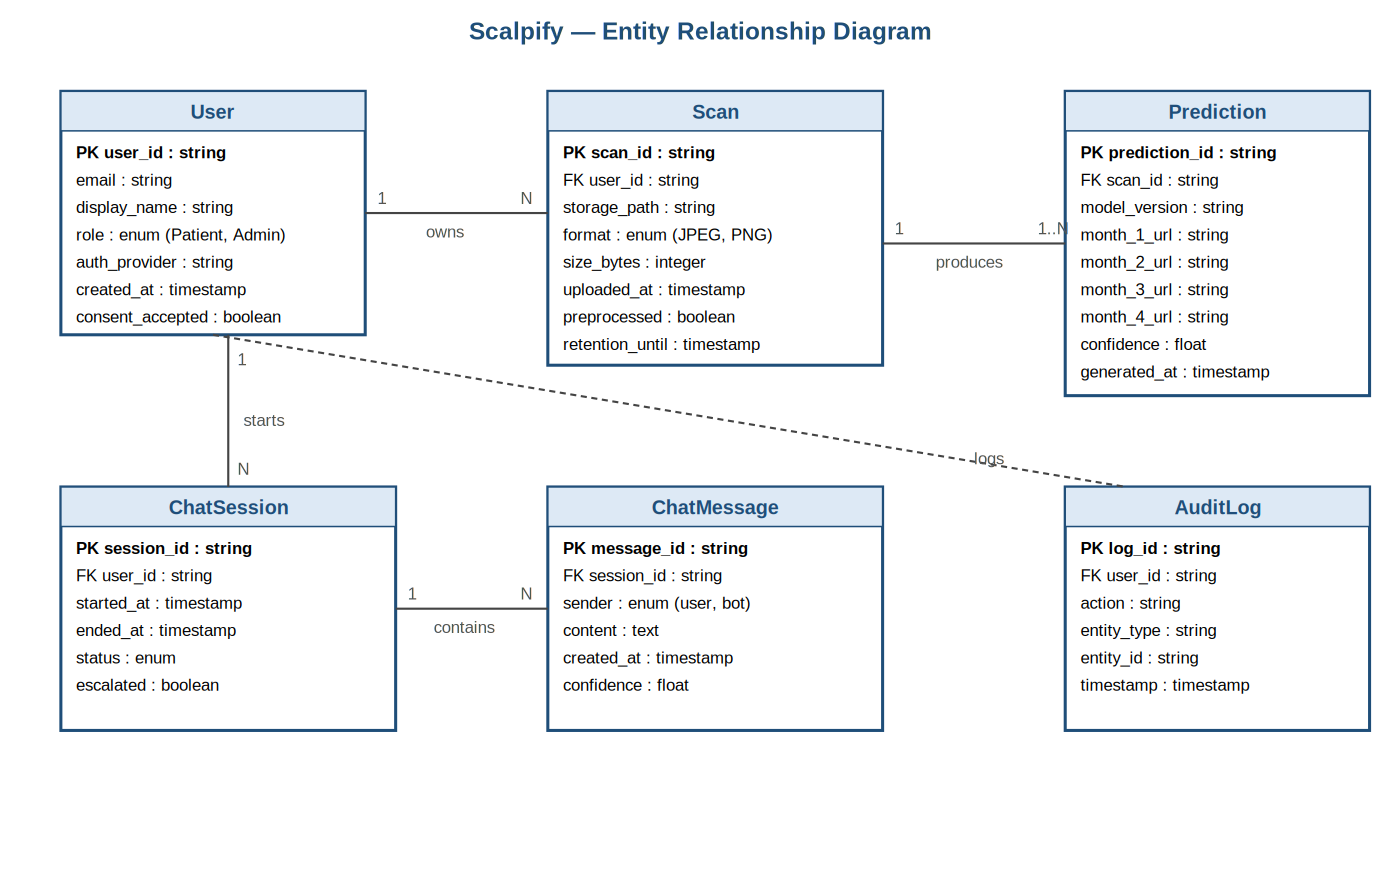 Scalpify — Entity Relationship Diagram
User
PK user_id : string
email : string
display_name : string
role : enum (Patient, Admin)
auth_provider : string
created_at : timestamp
consent_accepted : boolean
1
N
owns
Scan
PK scan_id : string
FK user_id : string
storage_path : string
format : enum (JPEG, PNG)
size_bytes : integer
uploaded_at : timestamp
preprocessed : boolean
retention_until : timestamp
1
1..N
produces
Prediction
PK prediction_id : string
FK scan_id : string
model_version : string
month_1_url : string
month_2_url : string
month_3_url : string
month_4_url : string
confidence : float
generated_at : timestamp
1
starts
N
logs
ChatSession
PK session_id : string
FK user_id : string
started_at : timestamp
ended_at : timestamp
status : enum
escalated : boolean
1
N
contains
ChatMessage
PK message_id : string
FK session_id : string
sender : enum (user, bot)
content : text
created_at : timestamp
confidence : float
AuditLog
PK log_id : string
FK user_id : string
action : string
entity_type : string
entity_id : string
timestamp : timestamp